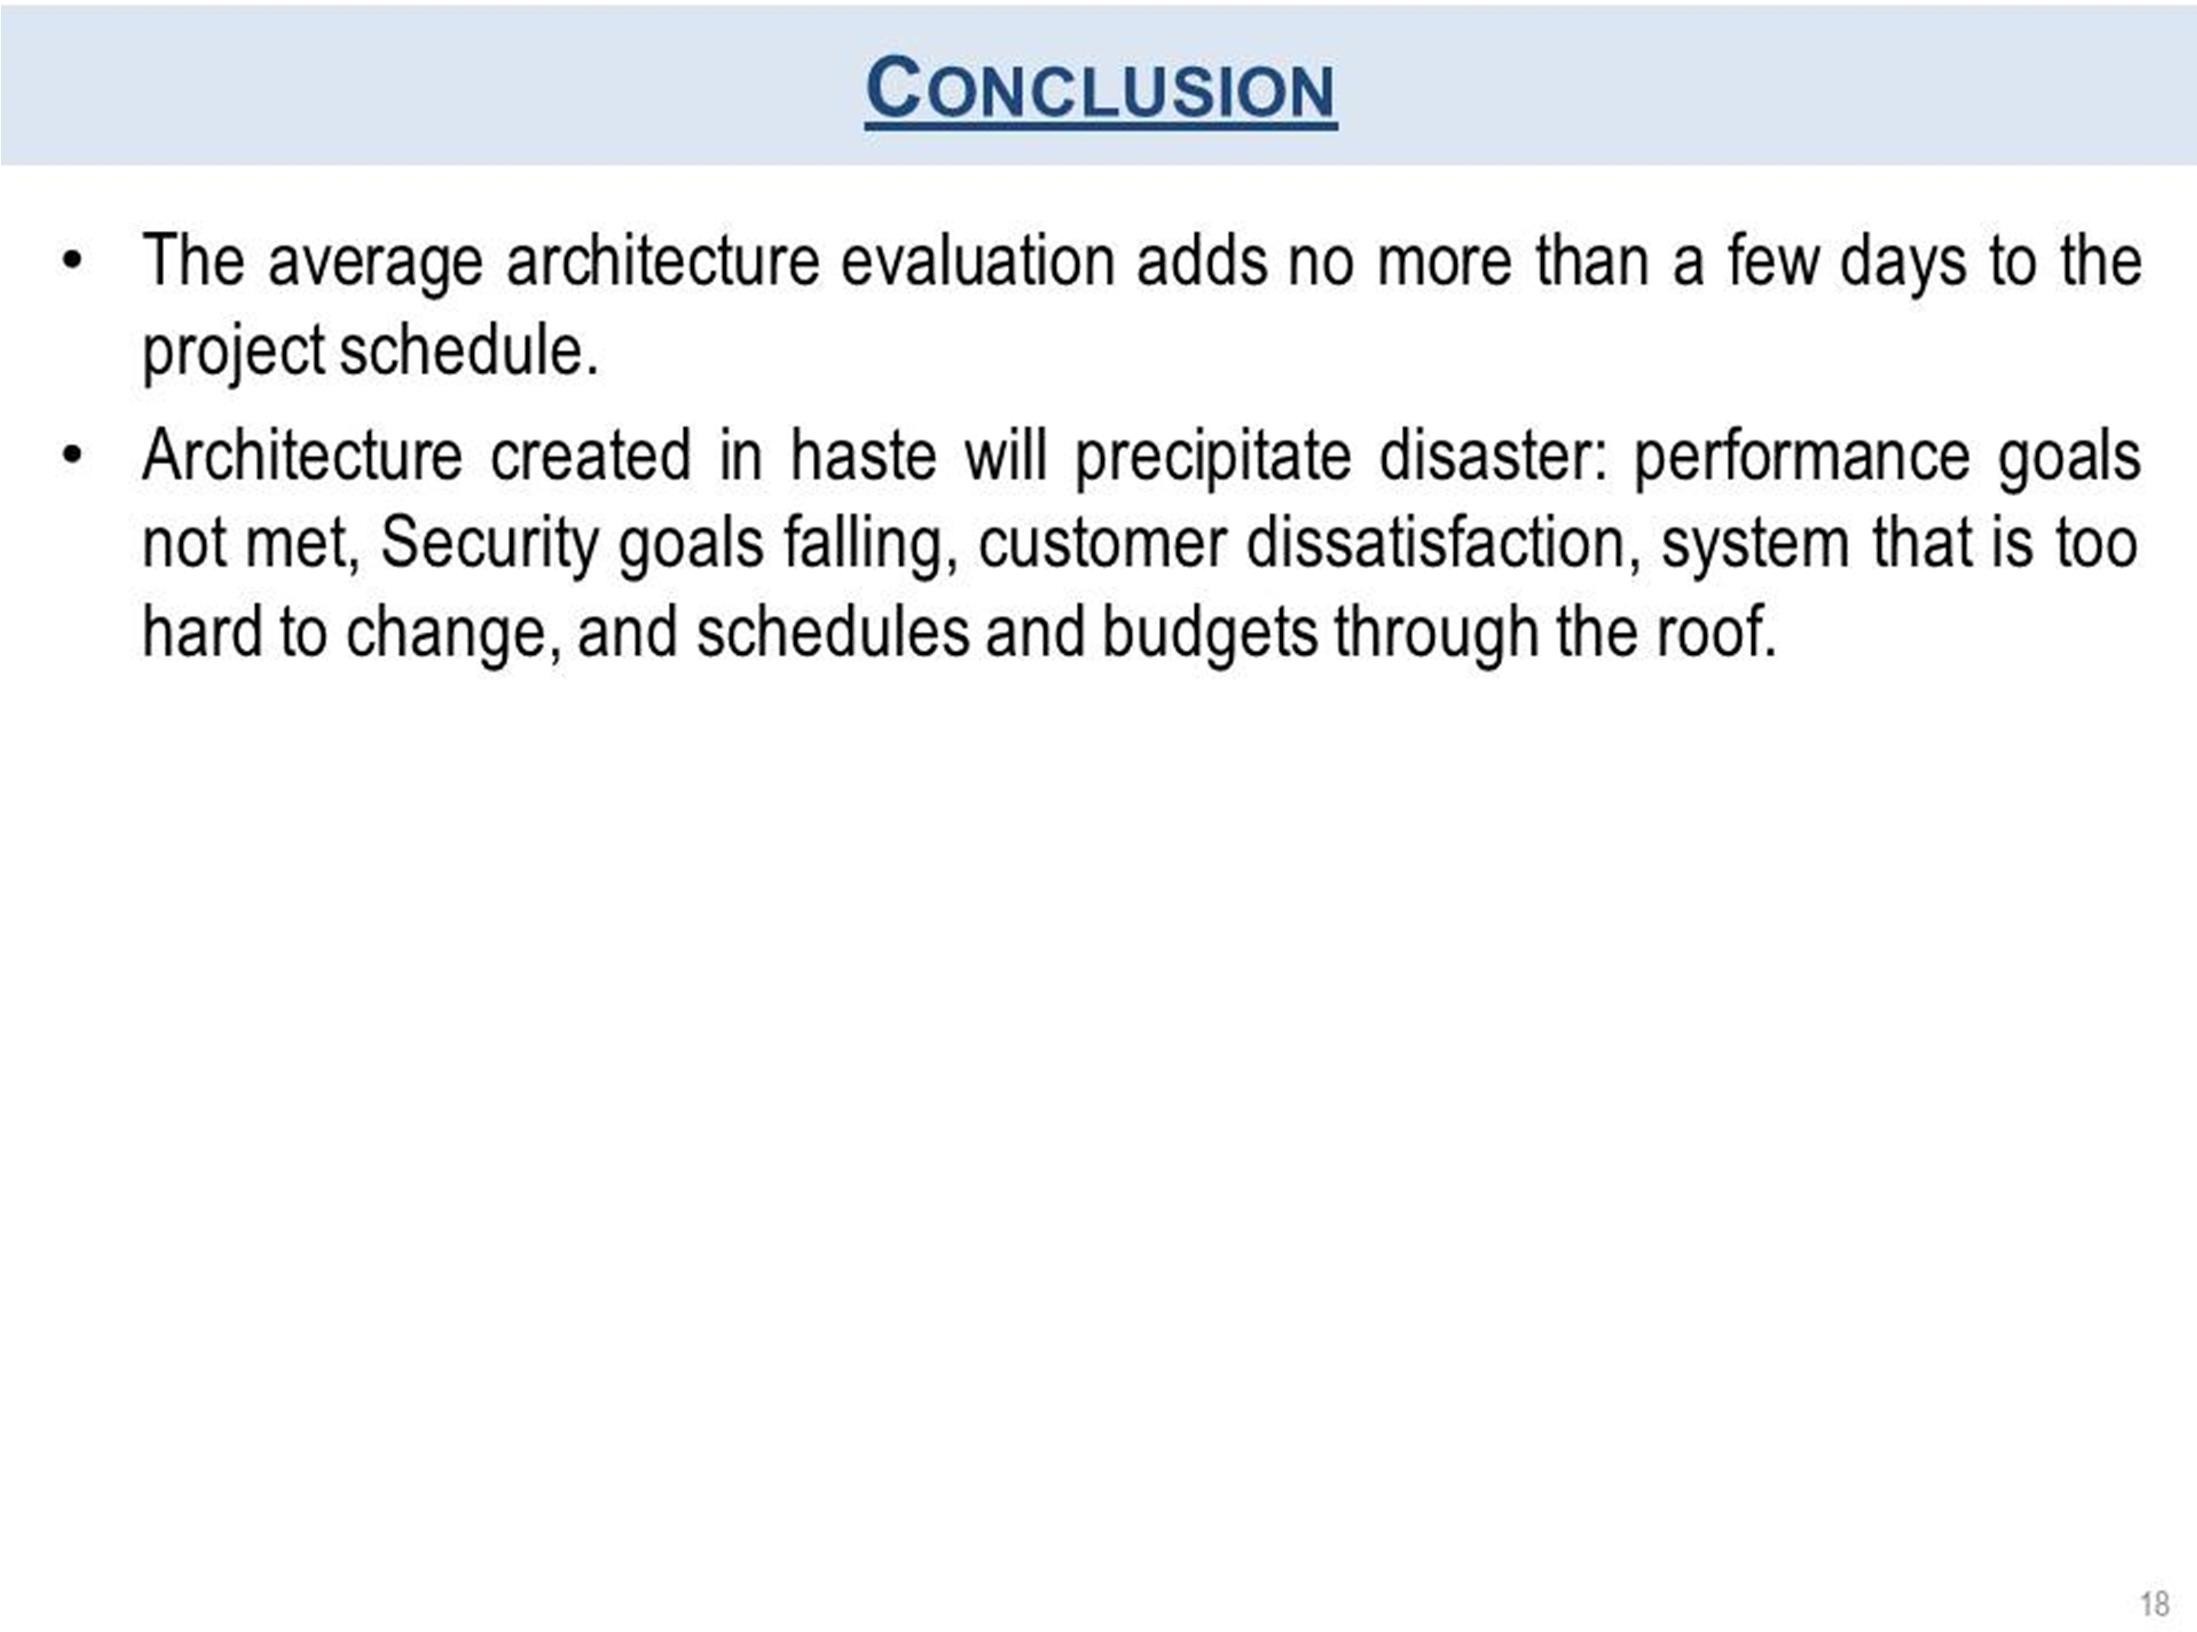 CONCLUSION
• The average architecture evaluation adds no more than a few days to the
project schedule.
• Architecture created in haste will precipitate disaster: performance goals
not met, Security goals falling, customer dissatisfaction, system that is too
hard to change, and schedules and budgets through the roof.
18